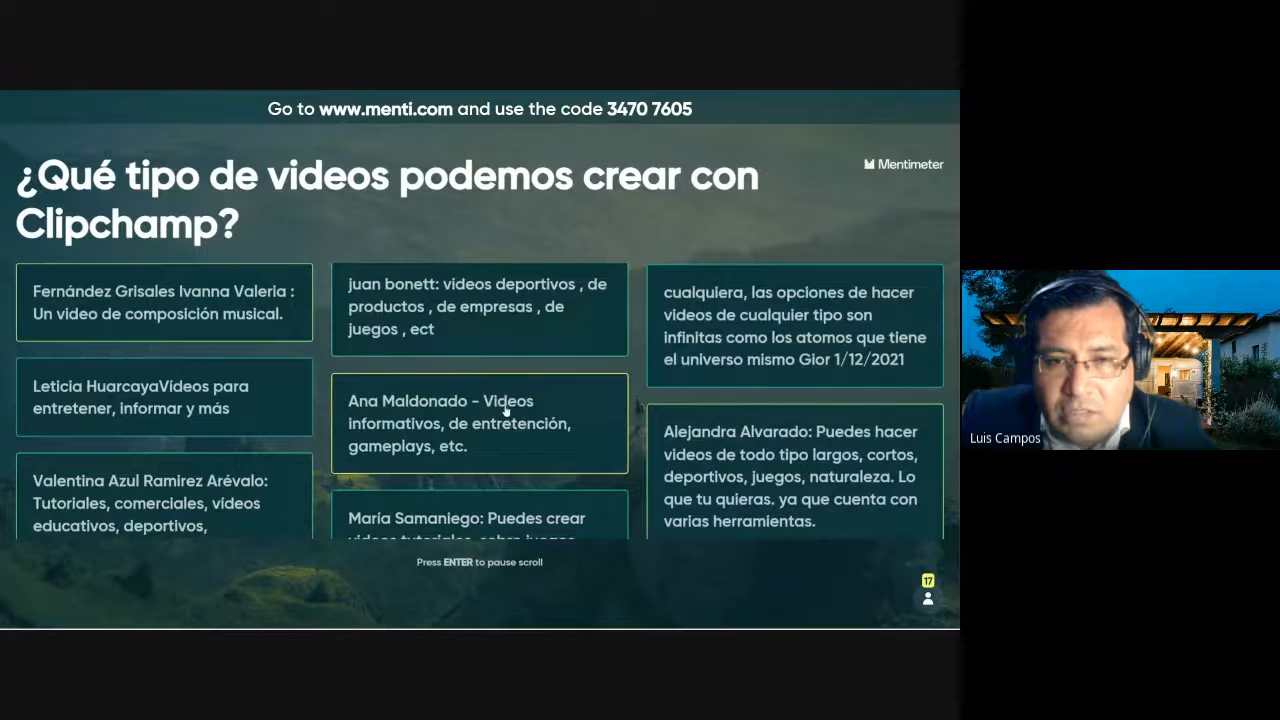 Go to www.menti.com and use the code 3470 7605
¿Qué tipo de videos podemos crear con
Clipchamp?
Mentimeter
Fernández Grisales Ivanna Valeria :
Un video de composición musical.
Leticia HuarcayaVídeos para
entretener, informar y más
Valentina Azul Ramirez Arévalo:
Tutoriales, comerciales, vídeos
educativos, deportivos,
juan bonett: videos deportivos , de
productos , de empresas , de
juegos , ect
Ana Maldonado - Videos
informativos, de entretención,
gameplays, etc.
María Samaniego: Puedes crear
videos tutoriales, sobre juegos
cualquiera, las opciones de hacer
videos de cualquier tipo son
infinitas como los atomos que tiene
el universo mismo Gior 1/12/2021
Alejandra Alvarado: Puedes hacer
videos de todo tipo largos, cortos,
deportivos, juegos, naturaleza. Lo
que tu quieras. ya que cuenta con
varias herramientas.
Press ENTER to pause scroll
17
Luis Campos